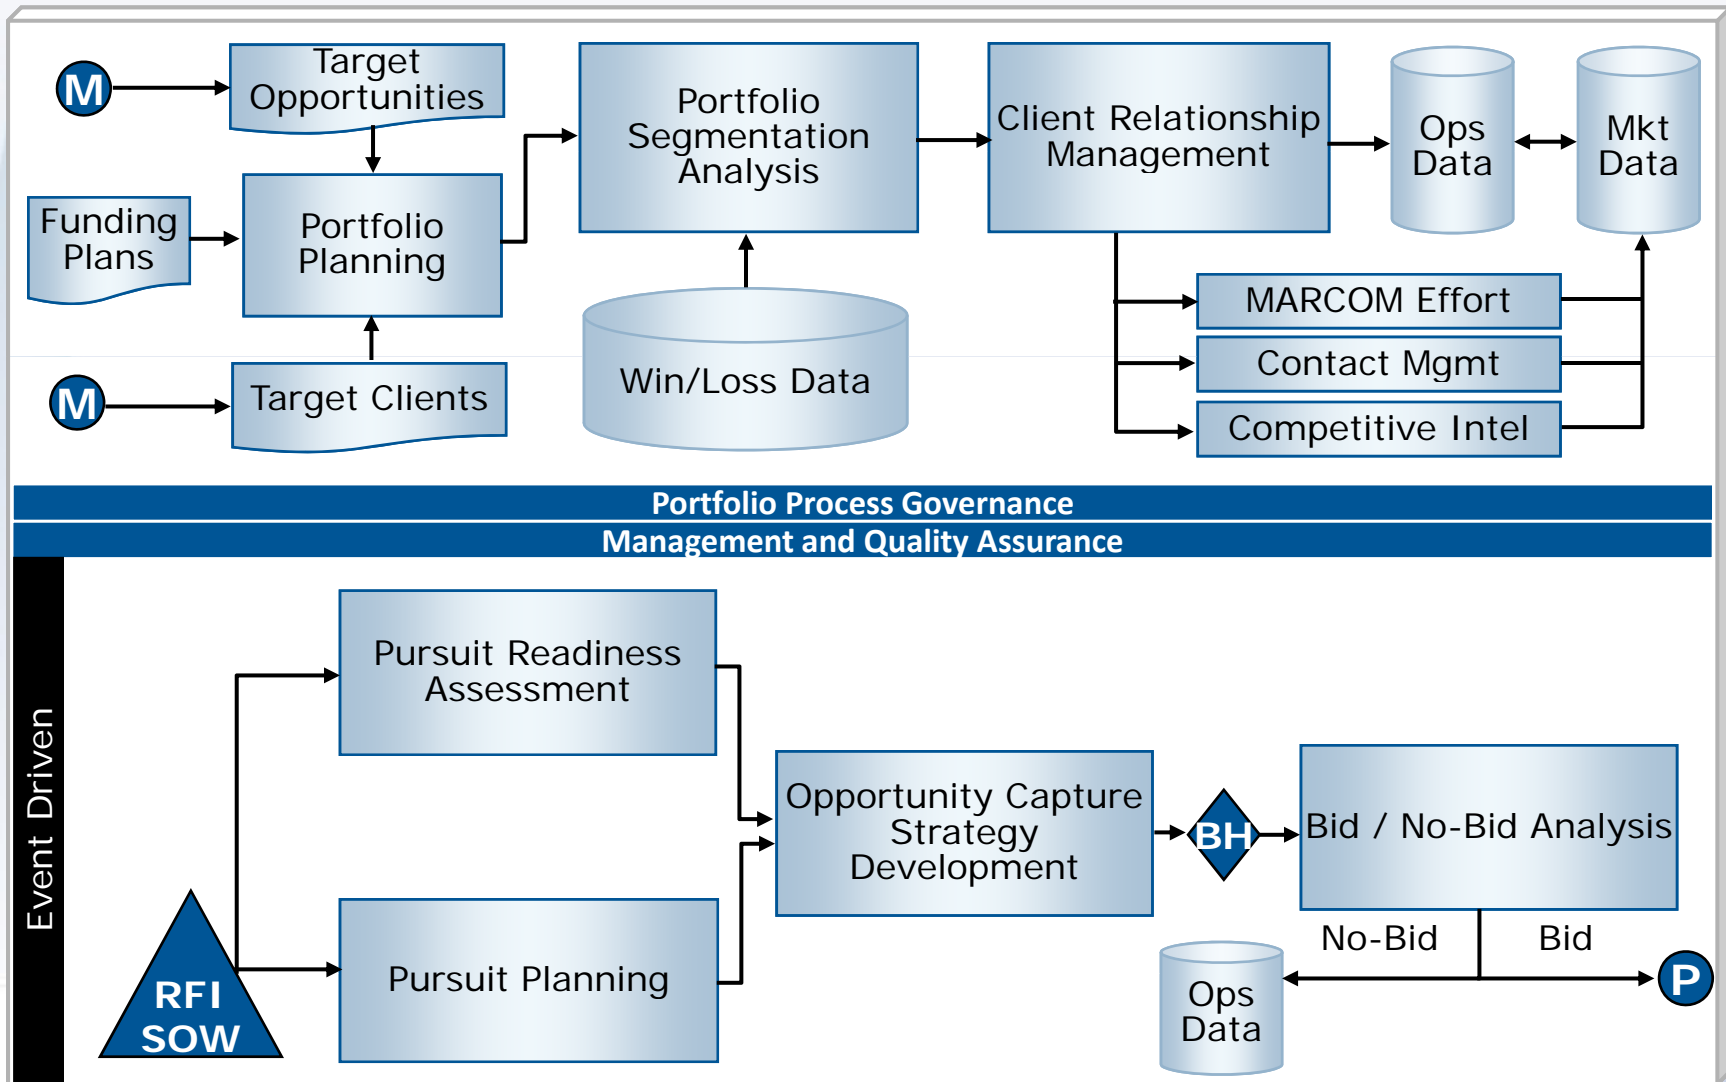 M
Target
Opportunities
Funding
Plans
Portfolio
Planning
M
Target Clients
Portfolio
Segmentation
Analysis
Win/Loss Data
Client Relationship
Management
Ops
Data
Mkt
Data
MARCOM Effort
Contact Mgmt
Competitive Intel
Portfolio Process Governance
Management and Quality Assurance
Event Driven
RFI
SOW
Pursuit Readiness
Assessment
Pursuit Planning
Opportunity Capture
Strategy
Development
BH
Bid / No-Bid Analysis
No-Bid
Bid
Ops
Data
P